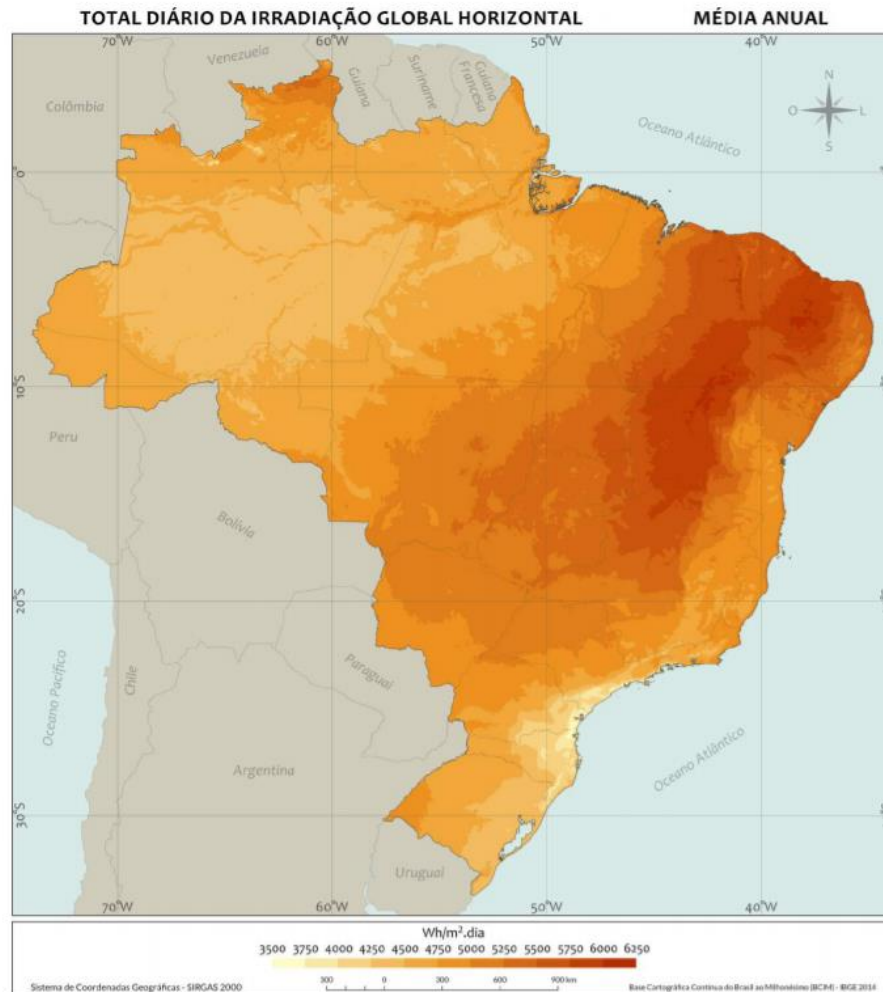 TOTAL DIÁRIO DA IRRADIAÇÃO GLOBAL HORIZONTAL MÉDIA ANUAL
70°W 60°W 50°W 40°W
Venezuela
Guiana
Suriname
Guiana Francesa
Colômbia
N
O L
S
Oceano Atlântico
0°
10°S
Peru
Bolívia
20°S
Oceano Pacífico
Chile
Paraguai
Oceano Atlântico
Argentina
30°S
Uruguai
70°W 60°W 50°W 40°W
Wh/m².dia
3500 3750 4000 4250 4500 4750 5000 5250 5500 5750 6000 6250
300 0 300 600 900 km
Sistema de Coordenadas Geográficas - SIRGAS 2000
Base Cartográfica Contínua do Brasil ao Milionésimo (BCIM) - IBGE 2014